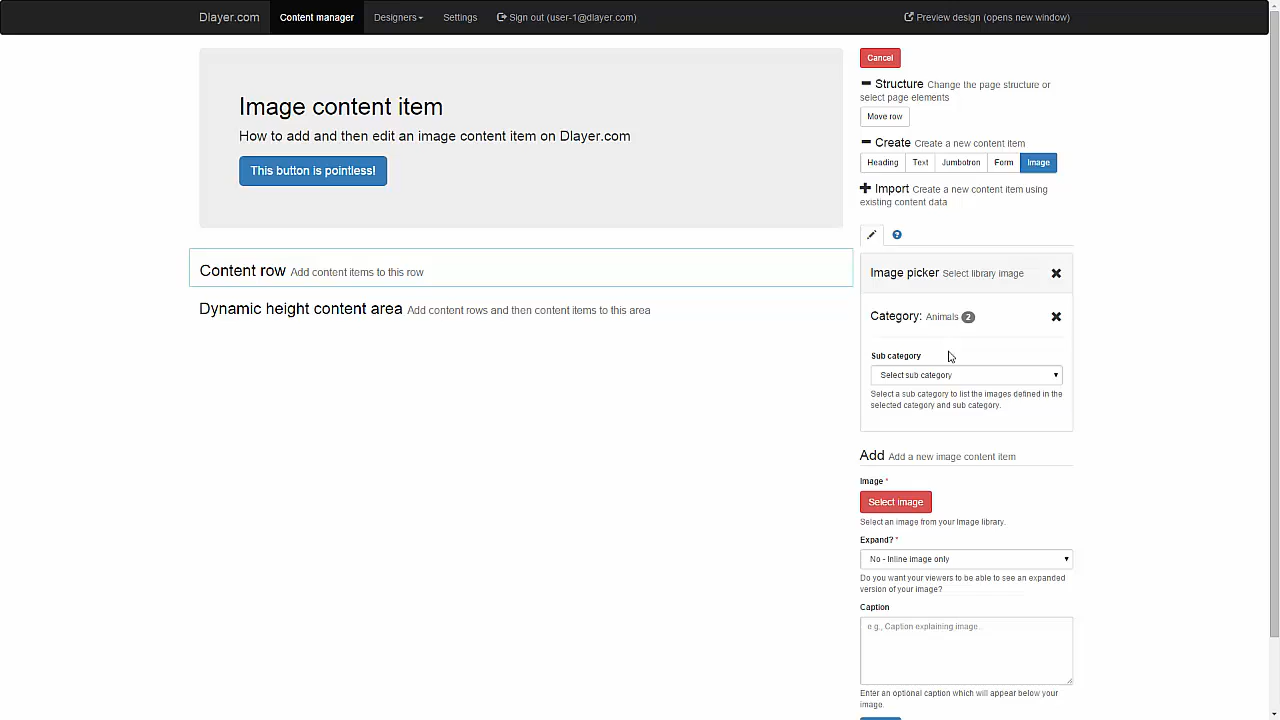 Dlayer.com Content manager Designers Settings Sign out (user-1@dlayer.com) Preview design (opens new window)
Image content item
How to add and then edit an image content item on Dlayer.com
This button is pointless!
Content row Add content items to this row
Dynamic height content area Add content rows and then content items to this area
Cancel
Structure Change the page structure or
select page elements
Move row
Create Create a new content item
Heading Text Jumbotron Form Image
Import Create a new content item using
existing content data
Image picker Select library image
Category: Animals 2
Sub category
Select sub category
Select a sub category to list the images defined in the
selected category and sub category.
Add Add a new image content item
Image *
Select image
Select an image from your Image library.
Expand? *
No - Inline image only
Do you want your viewers to be able to see an expanded
version of your image?
Caption
e.g., Caption explaining image.
Enter an optional caption which will appear below your
image.